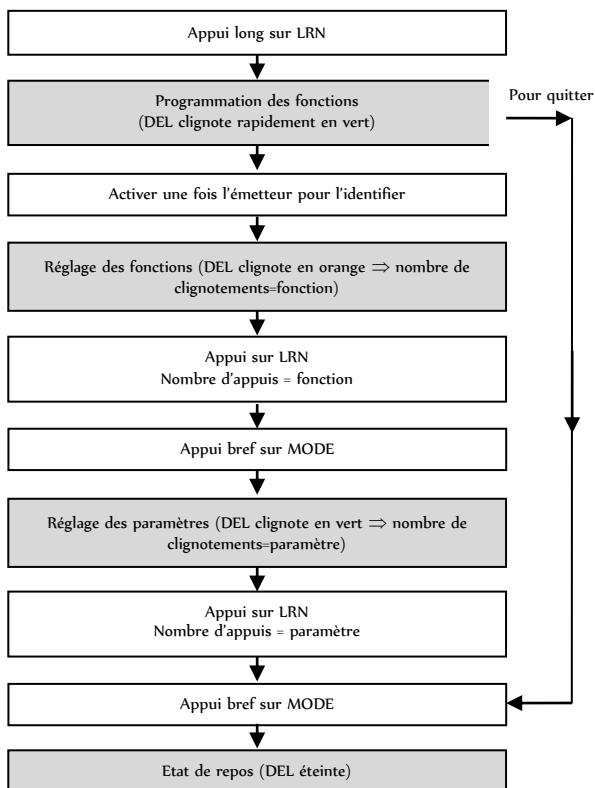 Appui long sur LRN
Programmation des fonctions
(DEL clignote rapidement en vert)
Pour quitter
Activer une fois l'émetteur pour l'identifier
Réglage des fonctions (DEL clignote en orange ⇒ nombre de
clignotements=fonction)
Appui sur LRN
Nombre d'appuis = fonction
Appui bref sur MODE
Réglage des paramètres (DEL clignote en vert ⇒ nombre de
clignotements=paramètre)
Appui sur LRN
Nombre d'appuis = paramètre
Appui bref sur MODE
Etat de repos (DEL éteinte)